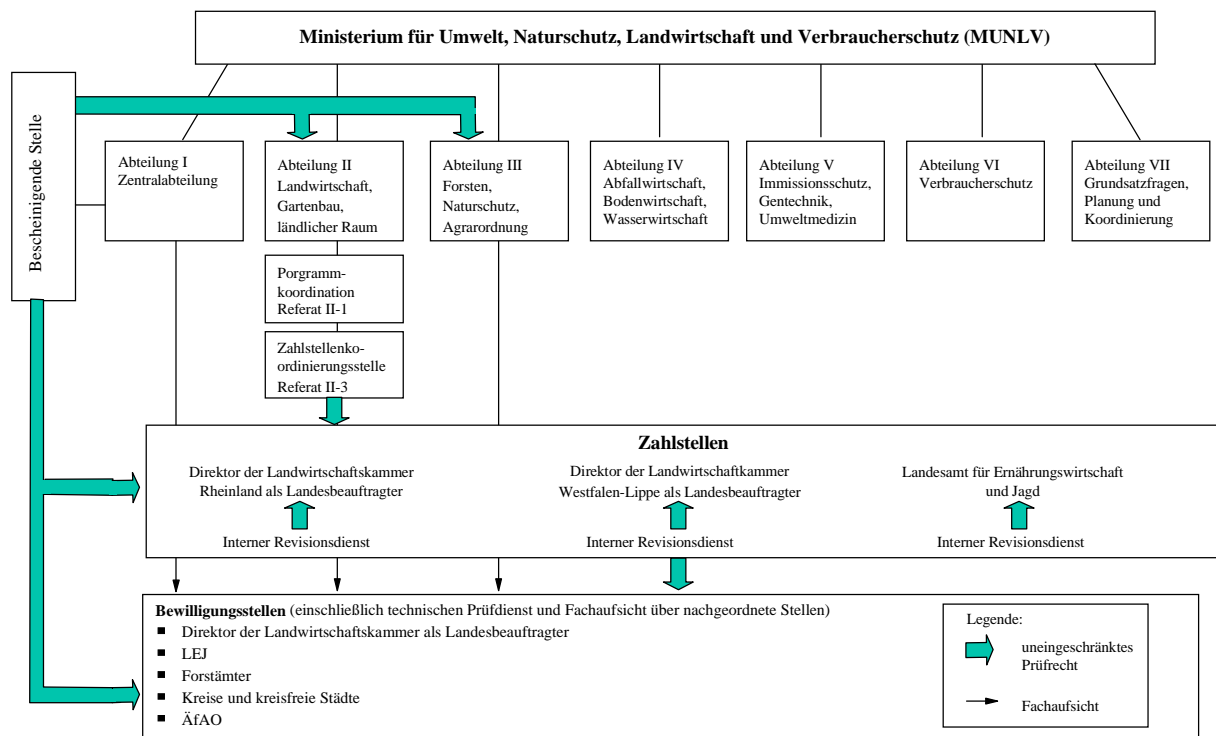 Ministerium für Umwelt, Naturschutz, Landwirtschaft und Verbraucherschutz (MUNLV)
Bescheinigende Stelle
Abteilung I
Zentralabteilung
Abteilung II
Landwirtschaft,
Gartenbau,
ländlicher Raum
Abteilung III
Forsten,
Naturschutz,
Agrarordnung
Abteilung IV
Abfallwirtschaft,
Bodenwirtschaft,
Wasserwirtschaft
Abteilung V
Immissionsschutz,
Gentechnik,
Umweltmedizin
Abteilung VI
Verbraucherschutz
Abteilung VII
Grundsatzfragen,
Planung und
Koordinierung
Porgramm-
koordination
Referat II-1
Zahlstellenko-
ordinierungsstelle
Referat II-3
Zahlstellen
Direktor der Landwirtschaftskammer
Rheinland als Landesbeauftragter
Interner Revisionsdienst
Direktor der Landwirtschaftkammer
Westfalen-Lippe als Landesbeauftragter
Interner Revisionsdienst
Landesamt für Ernährungswirtschaft
und Jagd
Interner Revisionsdienst
Bewilligungsstellen (einschließlich technischen Prüfdienst und Fachaufsicht über nachgeordnete Stellen)
▪ Direktor der Landwirtschaftskammer als Landesbeauftragter
▪ LEJ
▪ Forstämter
▪ Kreise und kreisfreie Städte
▪ ÄfAO
Legende:
uneingeschränktes
Prüfrecht
Fachaufsicht